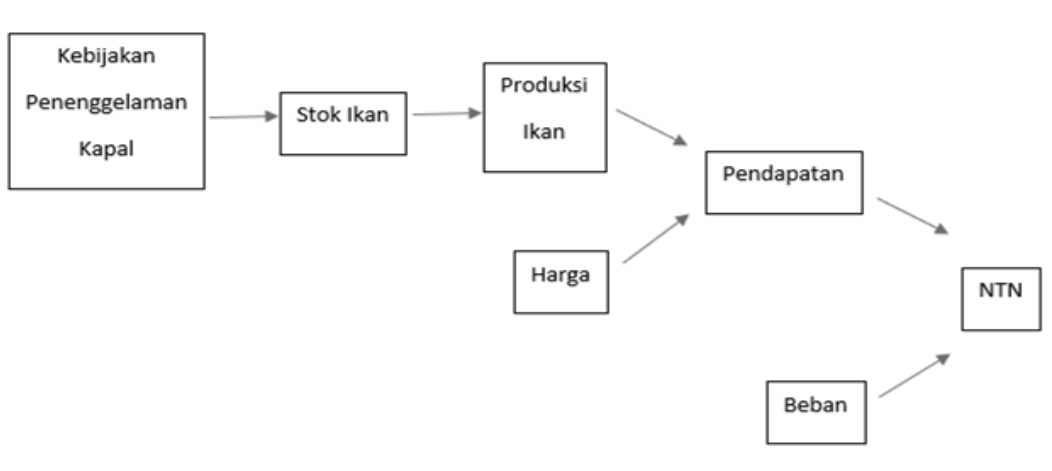 Kebijakan
Penenggelaman
Kapal
Stok Ikan
Produksi
Ikan
Pendapatan
Harga
NTN
Beban